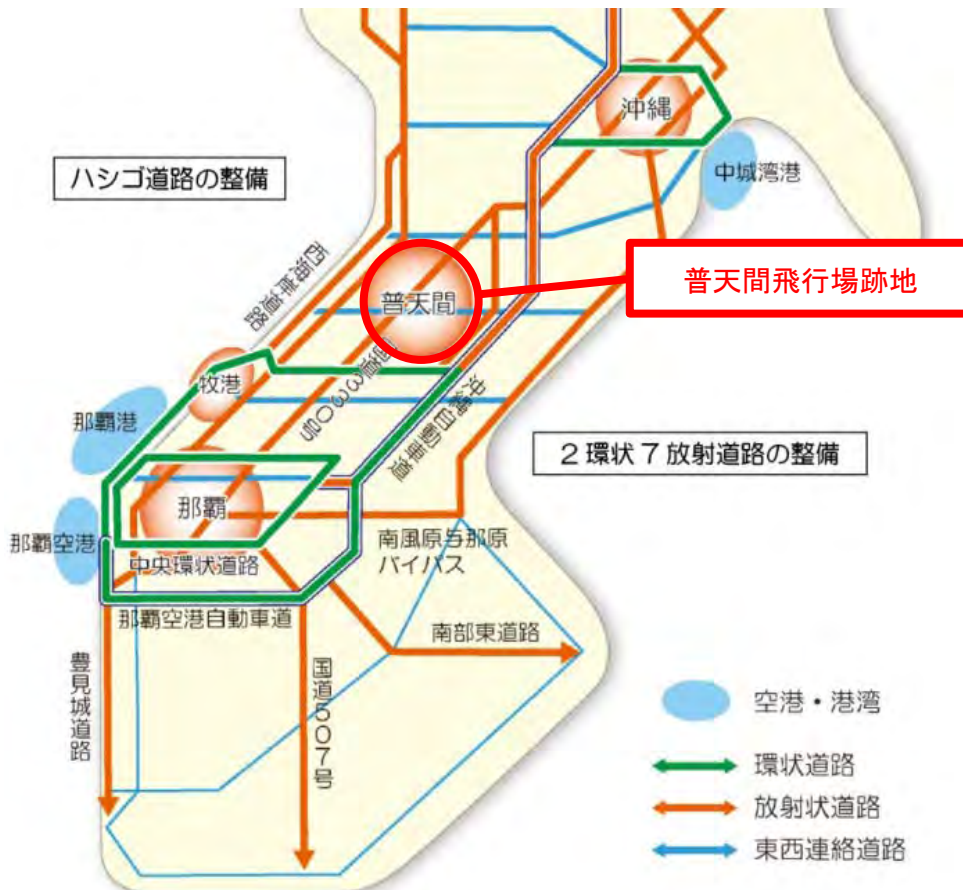 沖縄
ハシゴ道路の整備
中城湾港
西海岸道路
普天間
普天間飛行場跡地
国道330号
牧港
那覇港
沖縄自動車道
2環状7放射道路の整備
那覇
那覇空港
中央環状道路
南風原与那原
バイパス
那覇空港自動車道
南部東道路
豊見城道路
国道507号
空港・港湾
環状道路
放射状道路
東西連絡道路